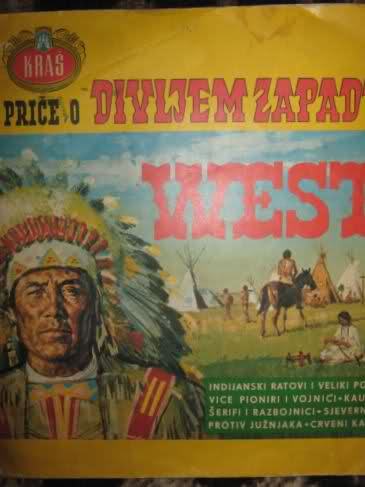 KRAŠ
PRIČE O DIVLJEM ZAPAD
WEST
INDIJANSKI RATOVI I VELIKI PO
VICE PIONIRI I VOJNICI • KAU
ŠERIFI I RAZBOJNICI • SJEVERN
PROTIV JUŽNJAKA • CRVENI KA